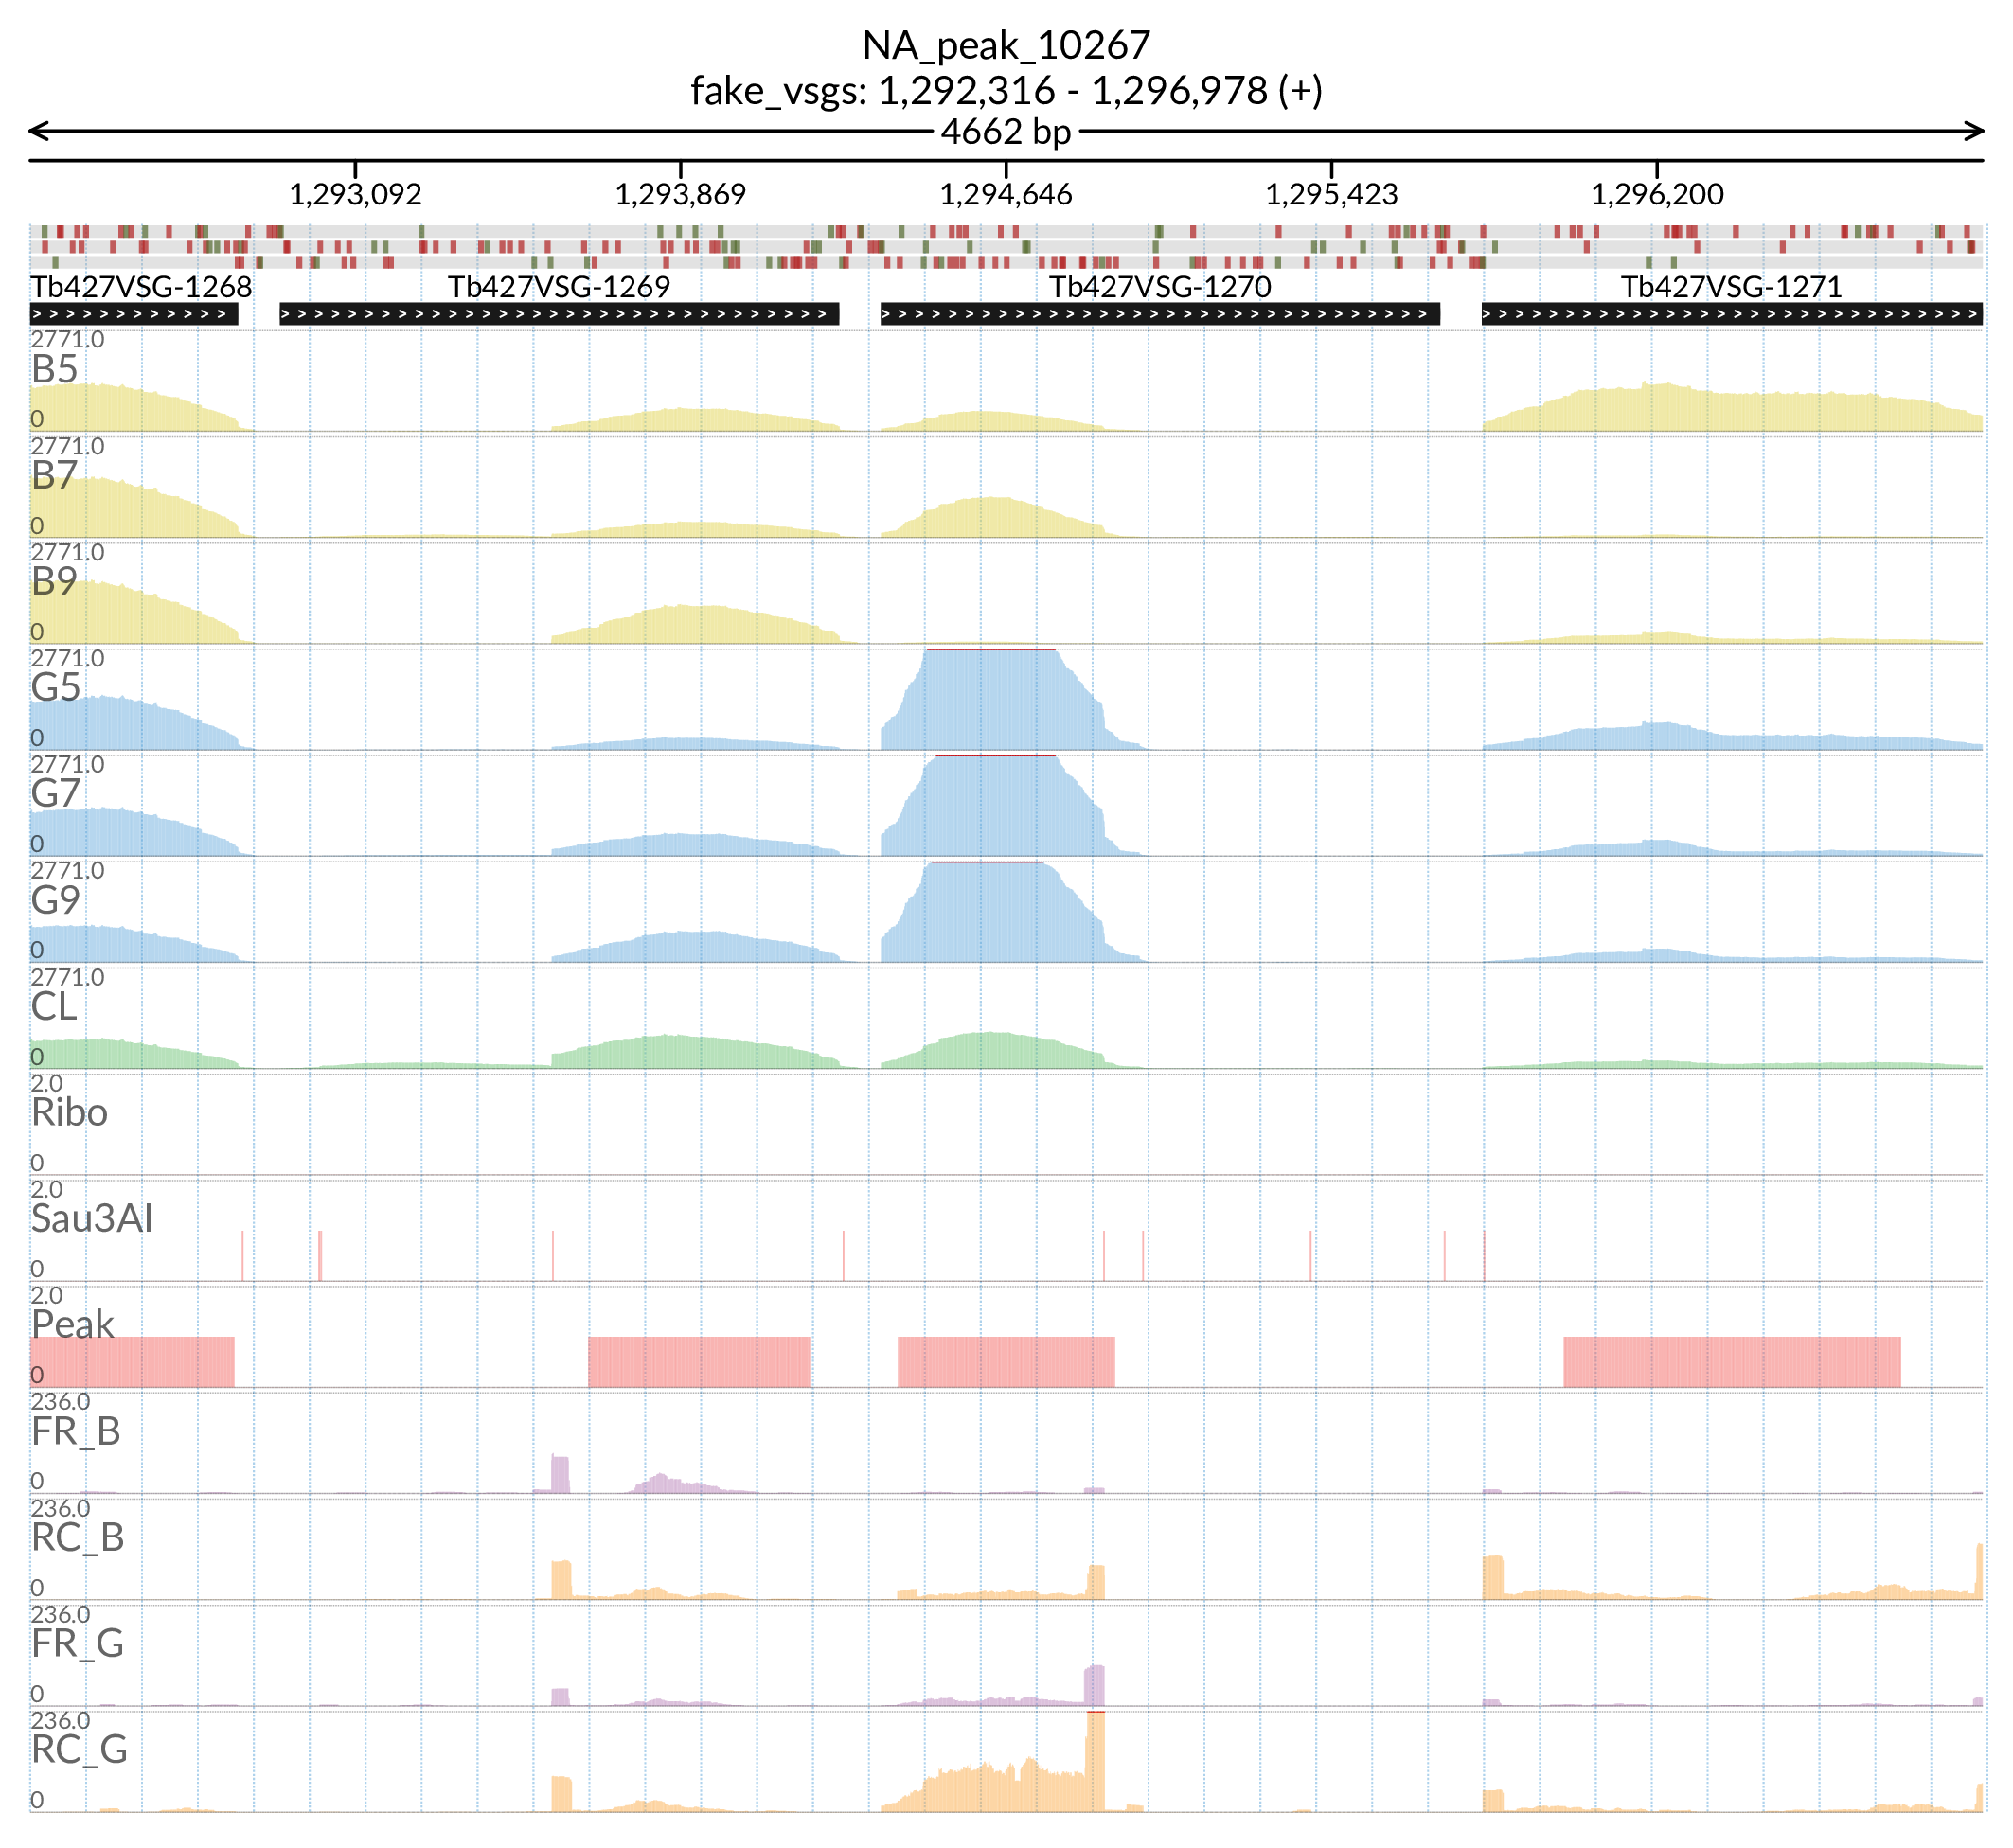 NA_peak_10267
fake_vsgs: 1,292,316 - 1,296,978 (+)
4662 bp
1,293,092 1,293,869 1,294,646 1,295,423 1,296,200
Tb427VSG-1268 Tb427VSG-1269 Tb427VSG-1270 Tb427VSG-1271
2771.0
B5
0
2771.0
B7
0
2771.0
B9
0
2771.0
G5
0
2771.0
G7
0
2771.0
G9
0
2771.0
CL
0
2.0
Ribo
0
2.0
Sau3AI
0
2.0
Peak
0
236.0
FR_B
0
236.0
RC_B
0
236.0
FR_G
0
236.0
RC_G
0